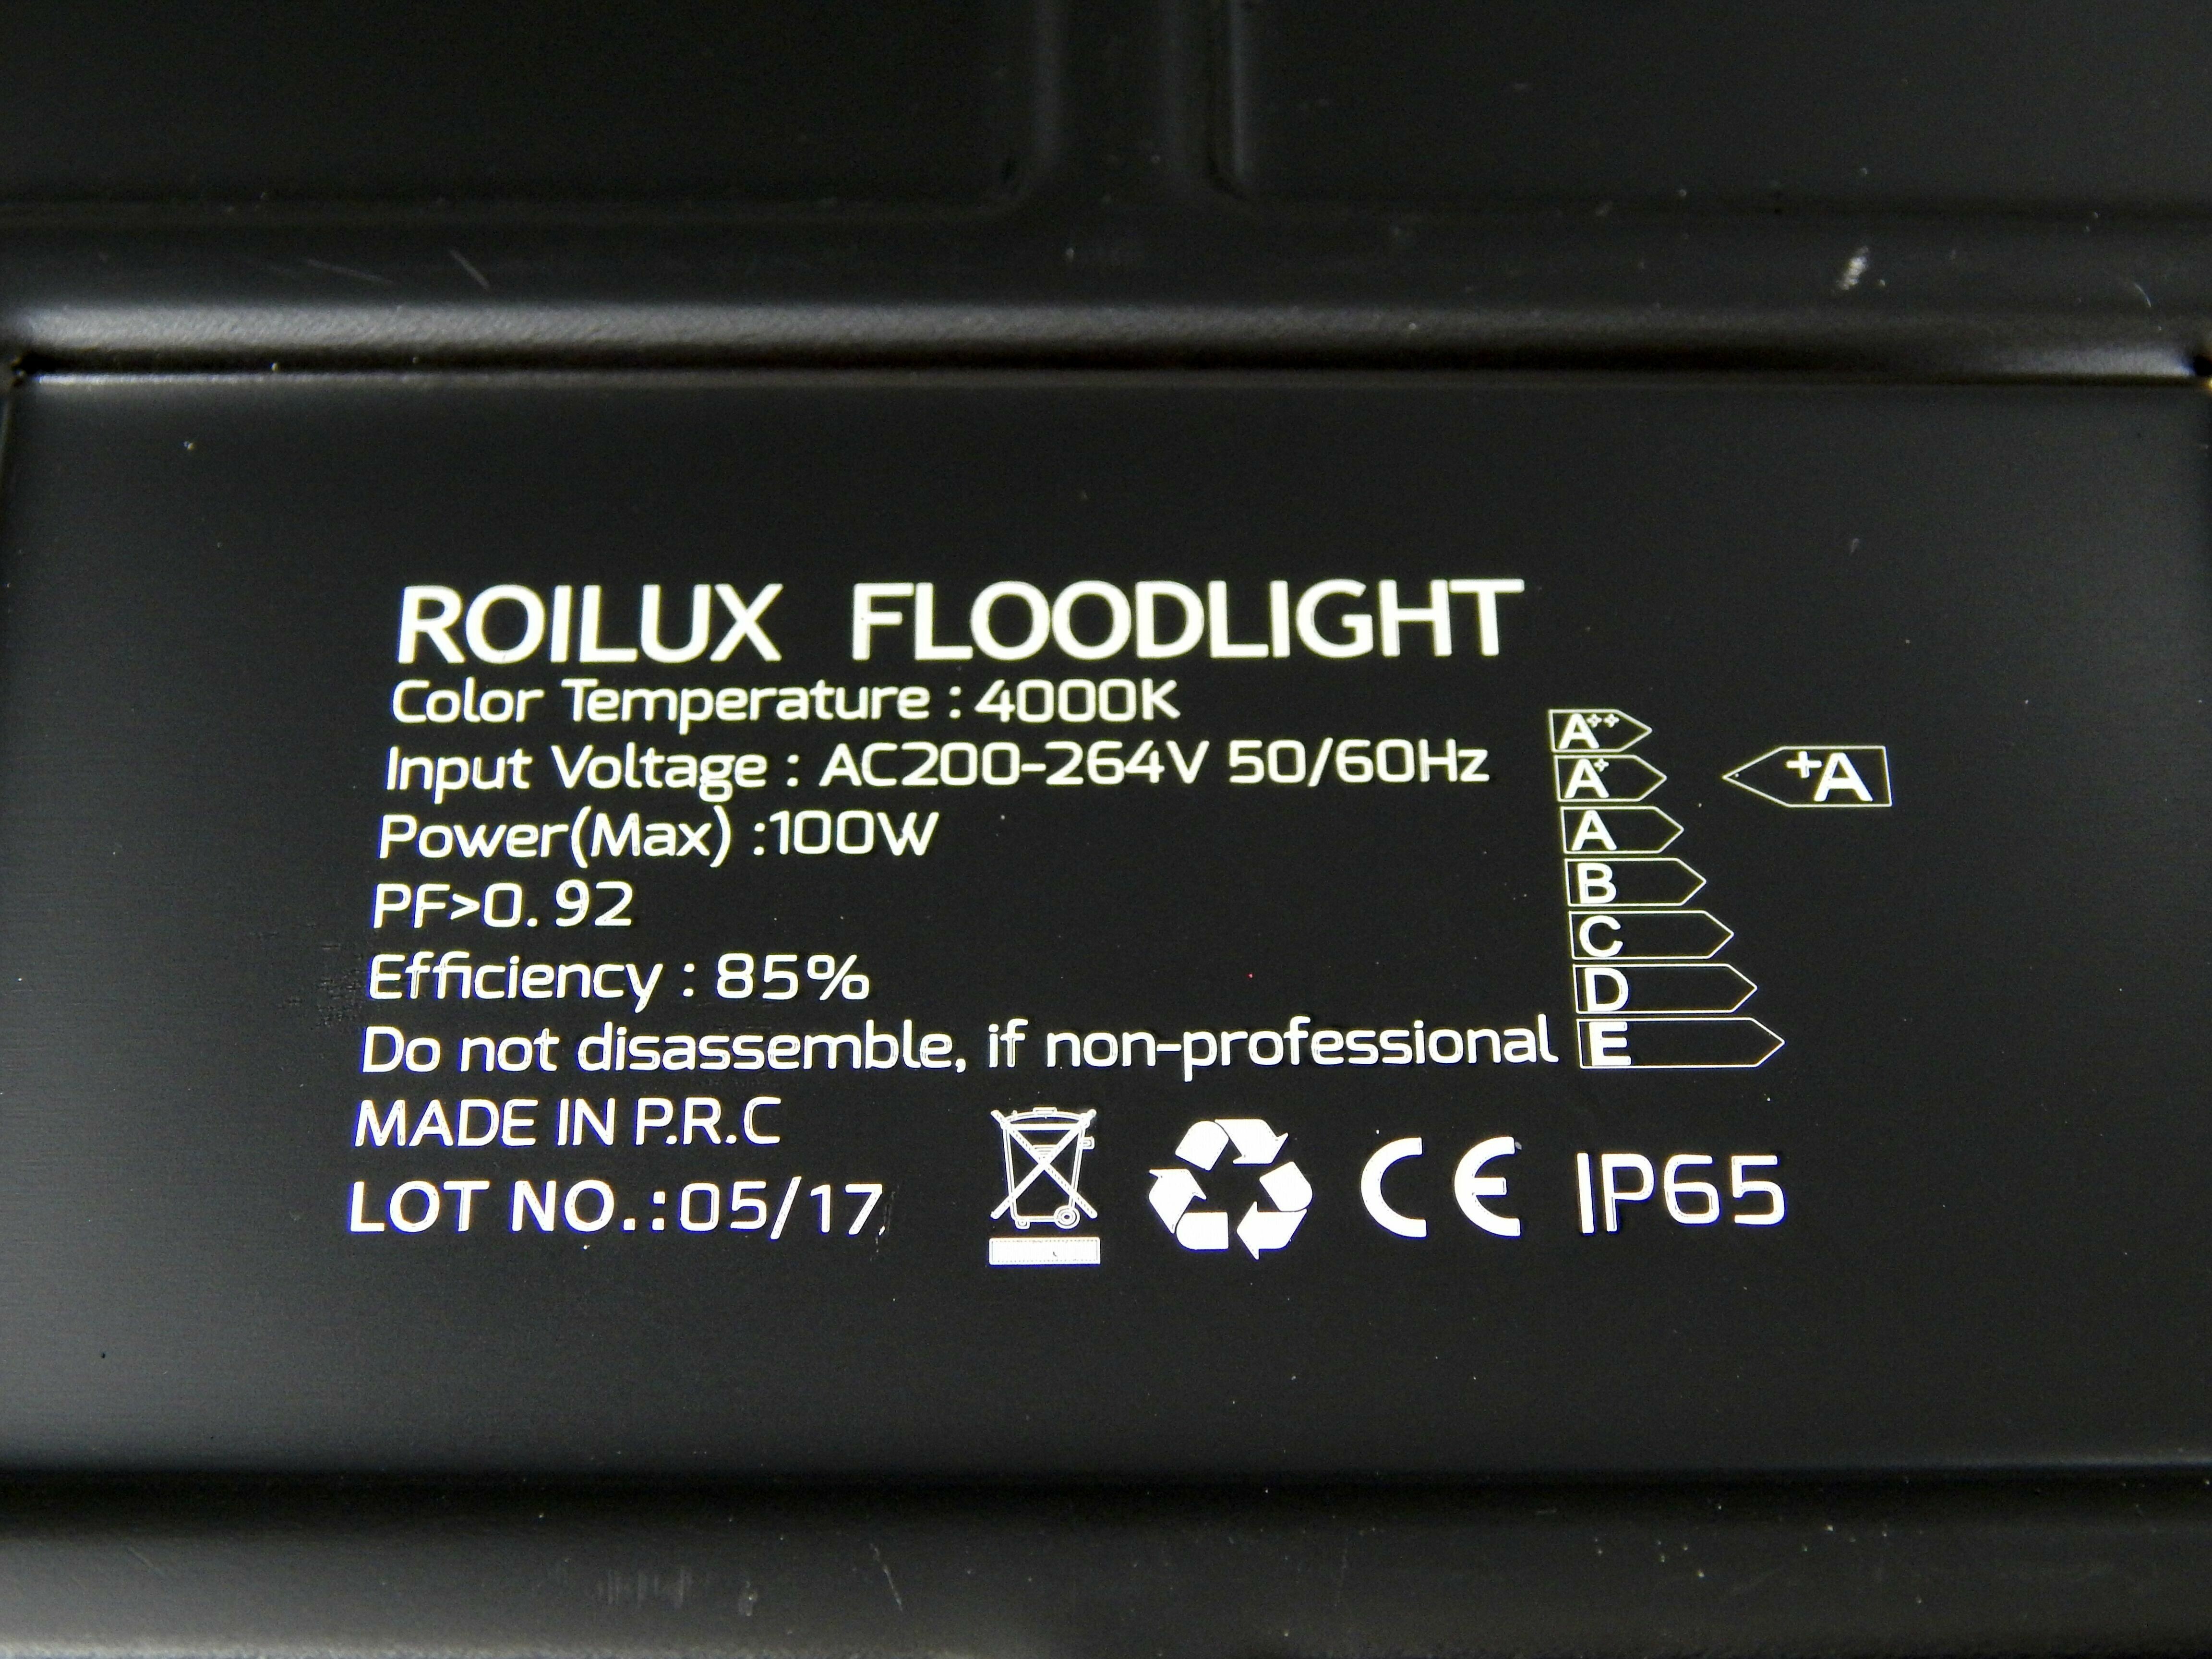 ROILUX FLOODLIGHT
Color Temperature : 4000K
Input Voltage : AC200-264V 50/60Hz
Power(Max) :100W
PF>0. 92
Efficiency : 85%
Do not disassemble, if non-professional
MADE IN P.R.C
LOT NO.:05/17
A++
A+
A
B
C
D
E
+A
CE IP65